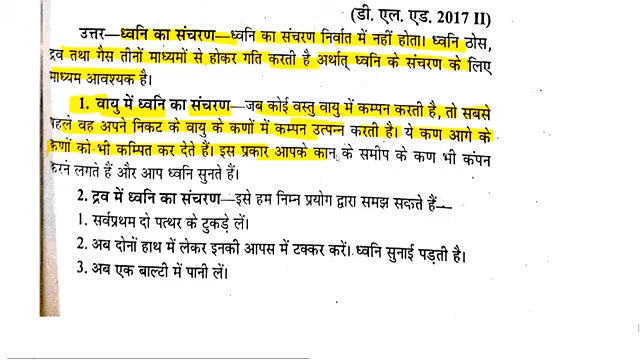 (डी. एल. एड. 2017 II)
उत्तर—ध्वनि का संचरण—ध्वनि का संचरण निर्वात में नहीं होता। ध्वनि ठोस,
द्रव तथा गैस तीनों माध्यमों से होकर गति करती है अर्थात् ध्वनि के संचरण के लिए
माध्यम आवश्यक है।
1. वायु में ध्वनि का संचरण—जब कोई वस्तु वायु में कम्पन करती है, तो सबसे
पहले वह अपने निकट के वायु के कणों में कम्पन उत्पन्न करती है। ये कण आगे के
कणों को भी कम्पित कर देते हैं। इस प्रकार आपके कान के समीप के कण भी कंपन
करने लगते हैं और आप ध्वनि सुनते हैं।
2. द्रव में ध्वनि का संचरण—इसे हम निम्न प्रयोग द्वारा समझ सकते हैं—
1. सर्वप्रथम दो पत्थर के टुकड़े लें।
2. अब दोनों हाथ में लेकर इनकी आपस में टक्कर करें। ध्वनि सुनाई पड़ती है।
3. अब एक बाल्टी में पानी लें।